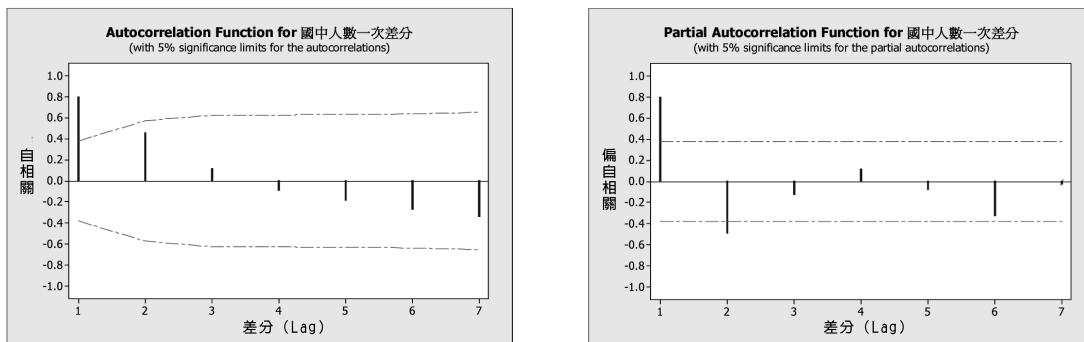 Autocorrelation Function for 國中人數一次差分
(with 5% significance limits for the autocorrelations)
1.0
0.8
0.6
0.4
0.2
0.0
-0.2
-0.4
-0.6
-0.8
-1.0
自相關
1 2 3 4 5 6 7
差分 (Lag)
Partial Autocorrelation Function for 國中人數一次差分
(with 5% significance limits for the partial autocorrelations)
1.0
0.8
0.6
0.4
0.2
0.0
-0.2
-0.4
-0.6
-0.8
-1.0
偏自相關
1 2 3 4 5 6 7
差分 (Lag)